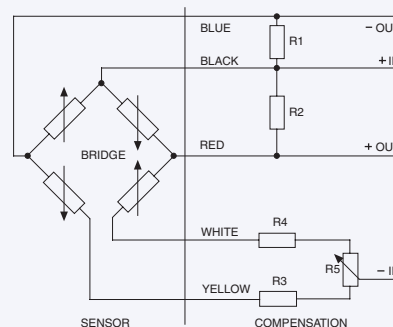 BLUE
− OU
R1
BLACK
+ I
R2
BRIDGE
RED
+ OU
WHITE
R4
R5
− I
YELLOW
R3
SENSOR
COMPENSATION